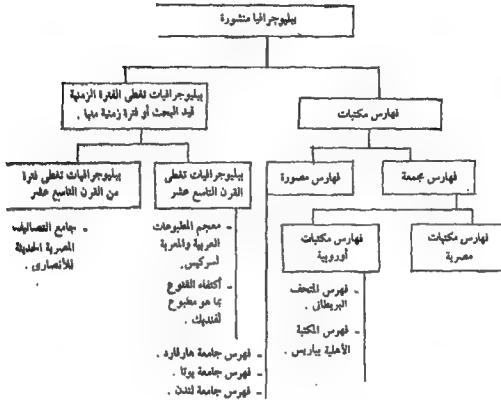 ببليوجرافيا منشورة
فهارس مكتبات
ببليوجرافيات تغطى الفترة الزمنية
قيد البحث أو فترة زمنية منها .
فهارس مجمعة
فهارس مصورة
ببليوجرافيات تغطى
القرن التاسع عشر
ببليوجرافيات تغطى فترة
من القرن التاسع عشر
فهارس مكتبات
مصرية
فهارس مكتبات
أوروبية
- فهرس المتحف
البريطانى .
- فهرس المكتبة
الأهلية بباريس .
- فهرس جامعة هارفارد .
- فهرس جامعة يوتا .
- فهرس جامعة لندن .
- معجم المطبوعات
العربية والمعربة
لسركيس.
- أكتفاء القنوع
بما هو مطبوع
لفنديك .
- جامع التصانيف
المصرية الحديثة
للأنصارى .